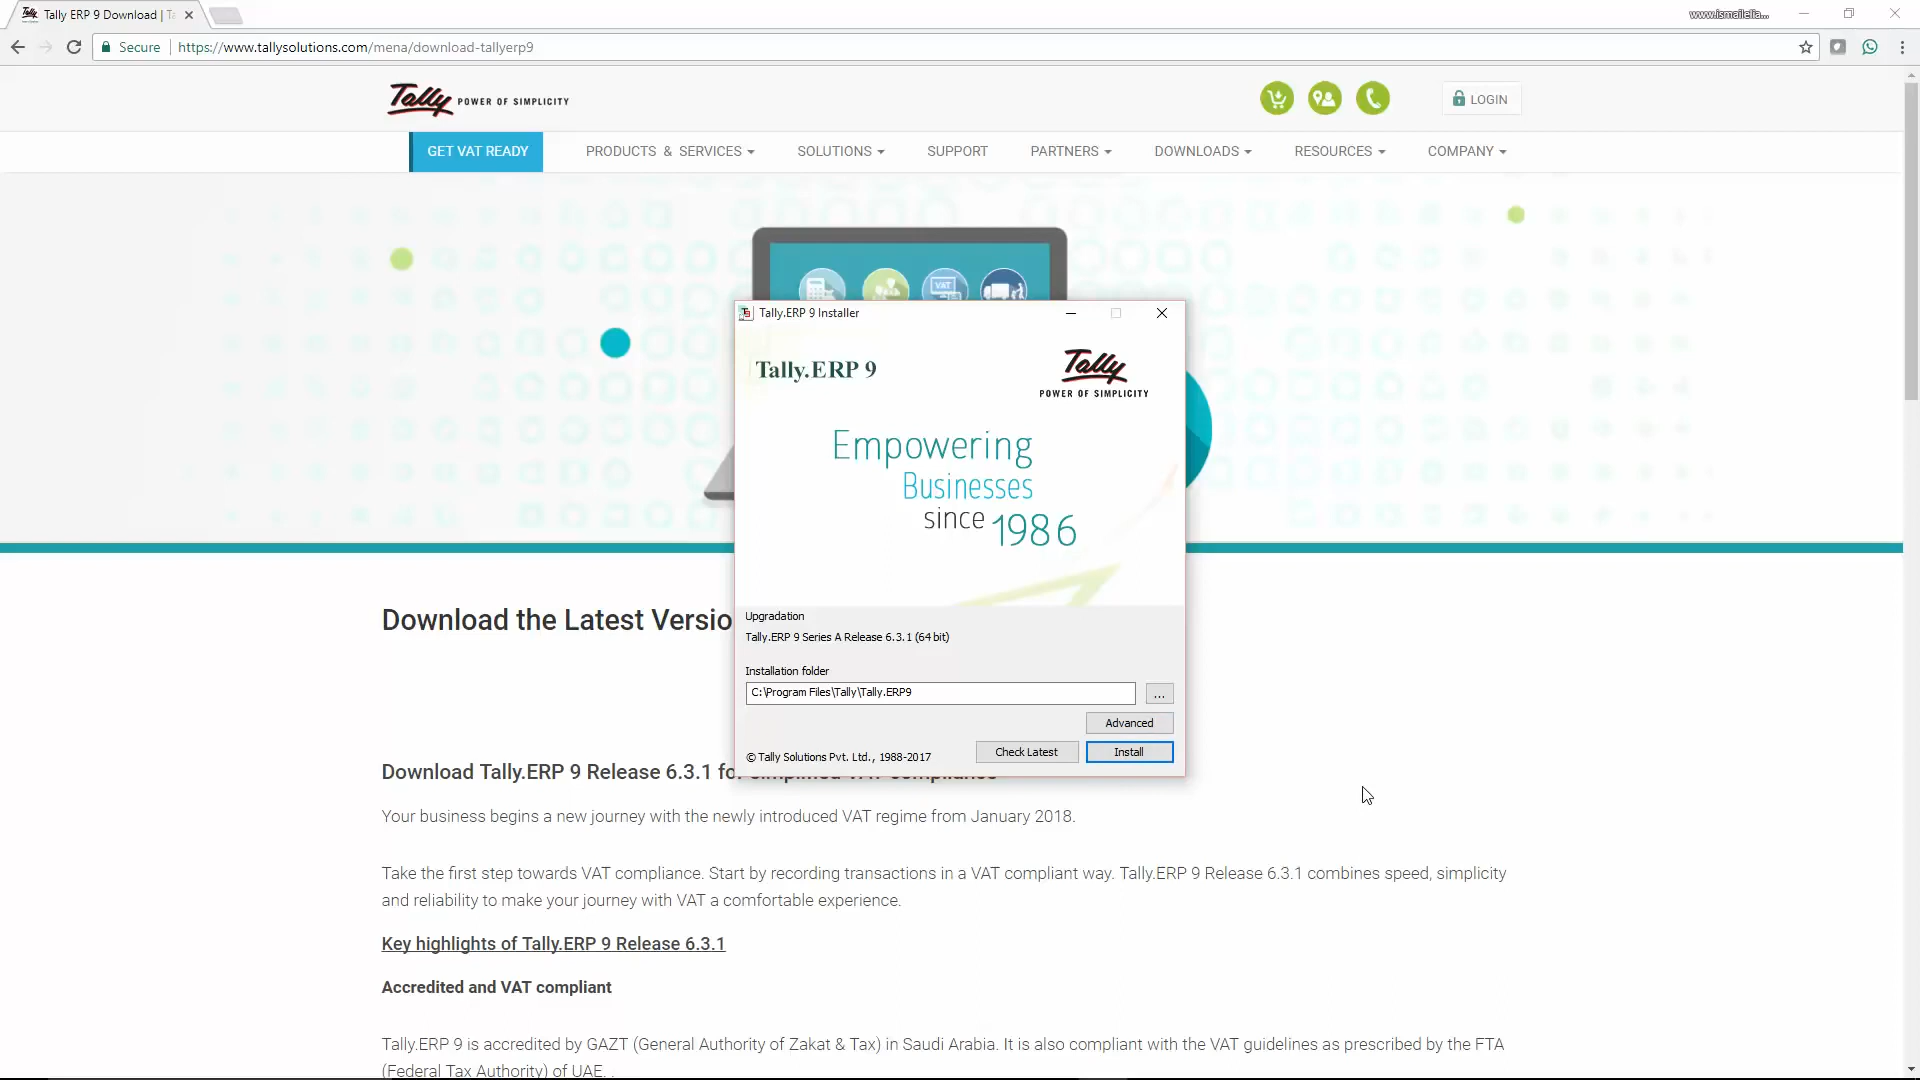 Tally ERP 9 Download | Ta
www.ismailelia...
Secure
https://www.tallysolutions.com/mena/download-tallyerp9
Tally POWER OF SIMPLICITY
LOGIN
GET VAT READY
PRODUCTS & SERVICES
SOLUTIONS
SUPPORT
PARTNERS
DOWNLOADS
RESOURCES
COMPANY
VAT
Tally.ERP 9 Installer
Tally.ERP 9
Tally
POWER OF SIMPLICITY
Empowering
Businesses
since 1986
Download the Latest Versio
Upgradation
Tally.ERP 9 Series A Release 6.3.1 (64 bit)
Installation folder
C:\Program Files\Tally\Tally.ERP9
...
Advanced
© Tally Solutions Pvt. Ltd., 1988-2017
Check Latest
Install
Download Tally.ERP 9 Release 6.3.1 for simplified VAT compliance
Your business begins a new journey with the newly introduced VAT regime from January 2018.
Take the first step towards VAT compliance. Start by recording transactions in a VAT compliant way. Tally.ERP 9 Release 6.3.1 combines speed, simplicity
and reliability to make your journey with VAT a comfortable experience.
Key highlights of Tally.ERP 9 Release 6.3.1
Accredited and VAT compliant
Tally.ERP 9 is accredited by GAZT (General Authority of Zakat & Tax) in Saudi Arabia. It is also compliant with the VAT guidelines as prescribed by the FTA
(Federal Tax Authority) of UAE. .